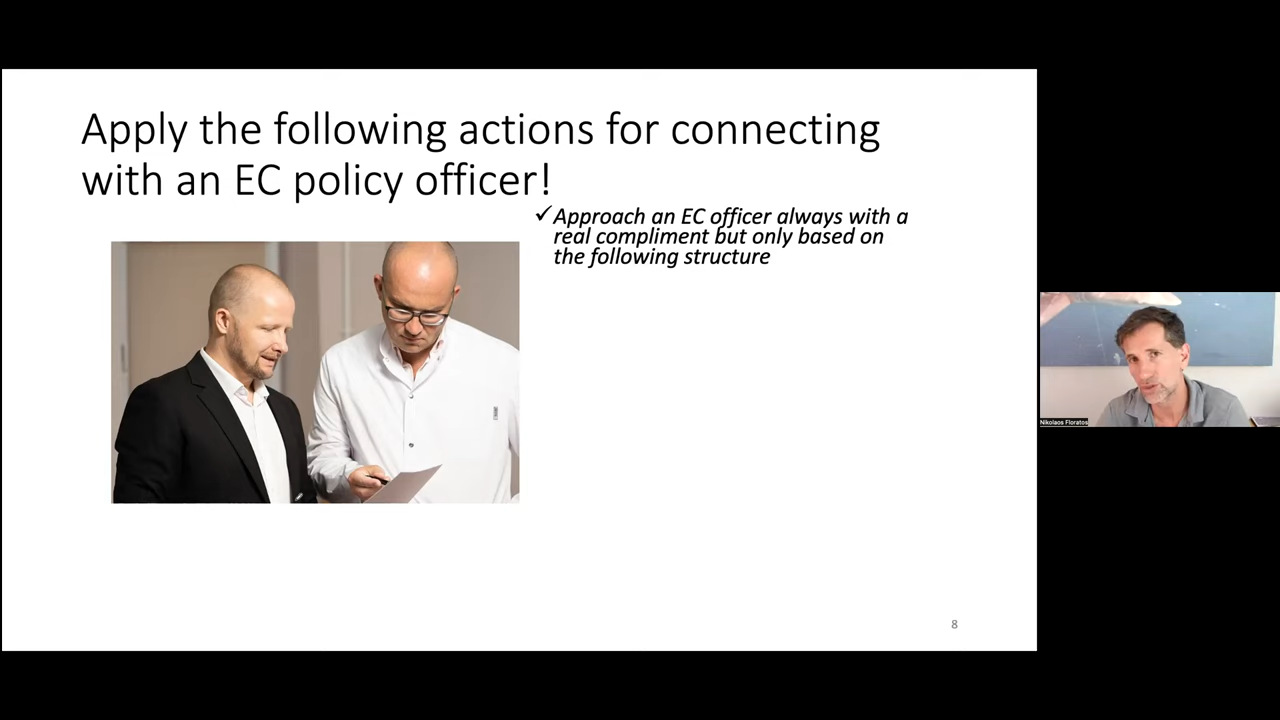 Apply the following actions for connecting
with an EC policy officer!
✓Approach an EC officer always with a
real compliment but only based on
the following structure
8
Nikolaos Floratos